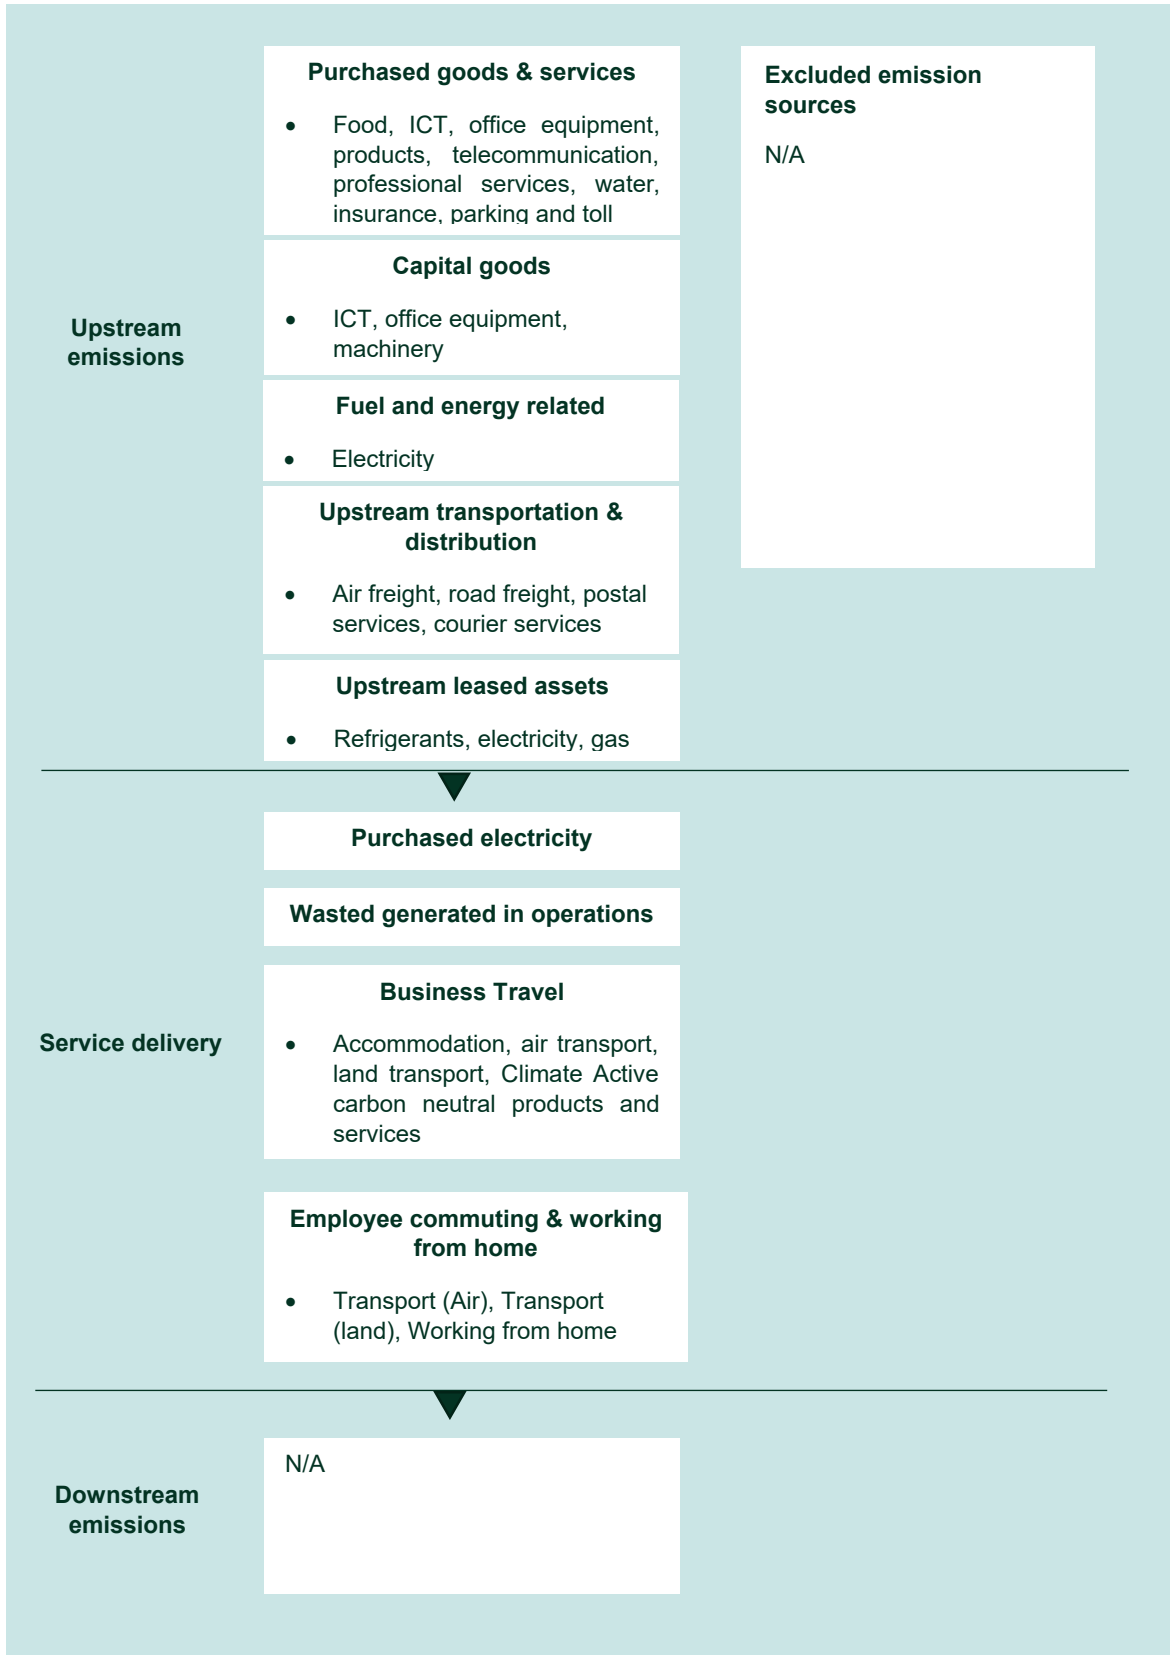 Purchased goods & services
• Food, ICT, office equipment,
products, telecommunication,
professional services, water,
insurance, parking and toll
Excluded emission
sources
N/A
Upstream
emissions
Capital goods
• ICT, office equipment,
machinery
Fuel and energy related
• Electricity
Upstream transportation &
distribution
• Air freight, road freight, postal
services, courier services
Upstream leased assets
• Refrigerants, electricity, gas
Purchased electricity
Wasted generated in operations
Service delivery
Business Travel
• Accommodation, air transport,
land transport, Climate Active
carbon neutral products and
services
Employee commuting & working
from home
• Transport (Air), Transport
(land), Working from home
Downstream
emissions
N/A